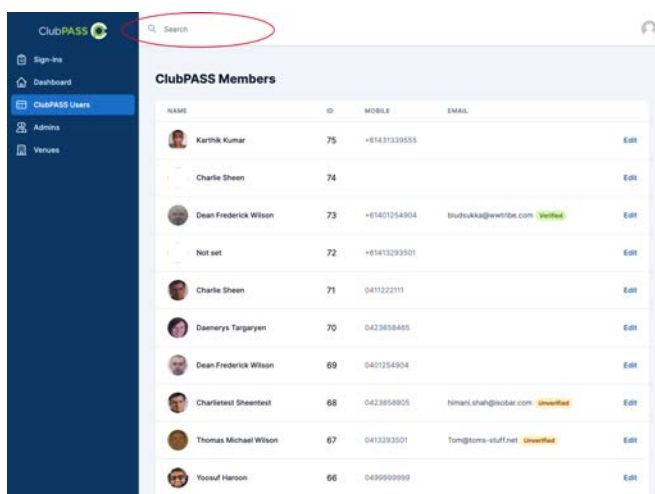 ClubPASS
Search
Sign-ins
Dashboard
ClubPASS Users
Admins
Venues
ClubPASS Members
NAME ID MOBILE EMAIL
Karthik Kumar 75 +61431339555 Edit
Charlie Sheen 74 Edit
Dean Frederick Wilson 73 +61401254904 bludsukka@wwtribe.com Verified Edit
Not set 72 +61413293501 Edit
Charlie Sheen 71 0411222111 Edit
Daenerys Targaryen 70 0423658465 Edit
Dean Frederick Wilson 69 0401254904 Edit
Charlietest Sheentest 68 0423658905 himani.shah@isobar.com Unverified Edit
Thomas Michael Wilson 67 0413293501 Tom@toms-stuff.net Unverified Edit
Yoosuf Haroon 66 0499999999 Edit